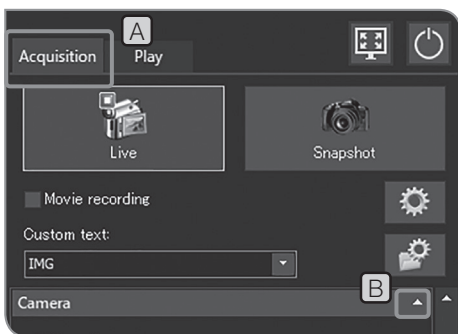 A
Acquisition Play
Live Snapshot
Movie recording
Custom text:
IMG
B
Camera